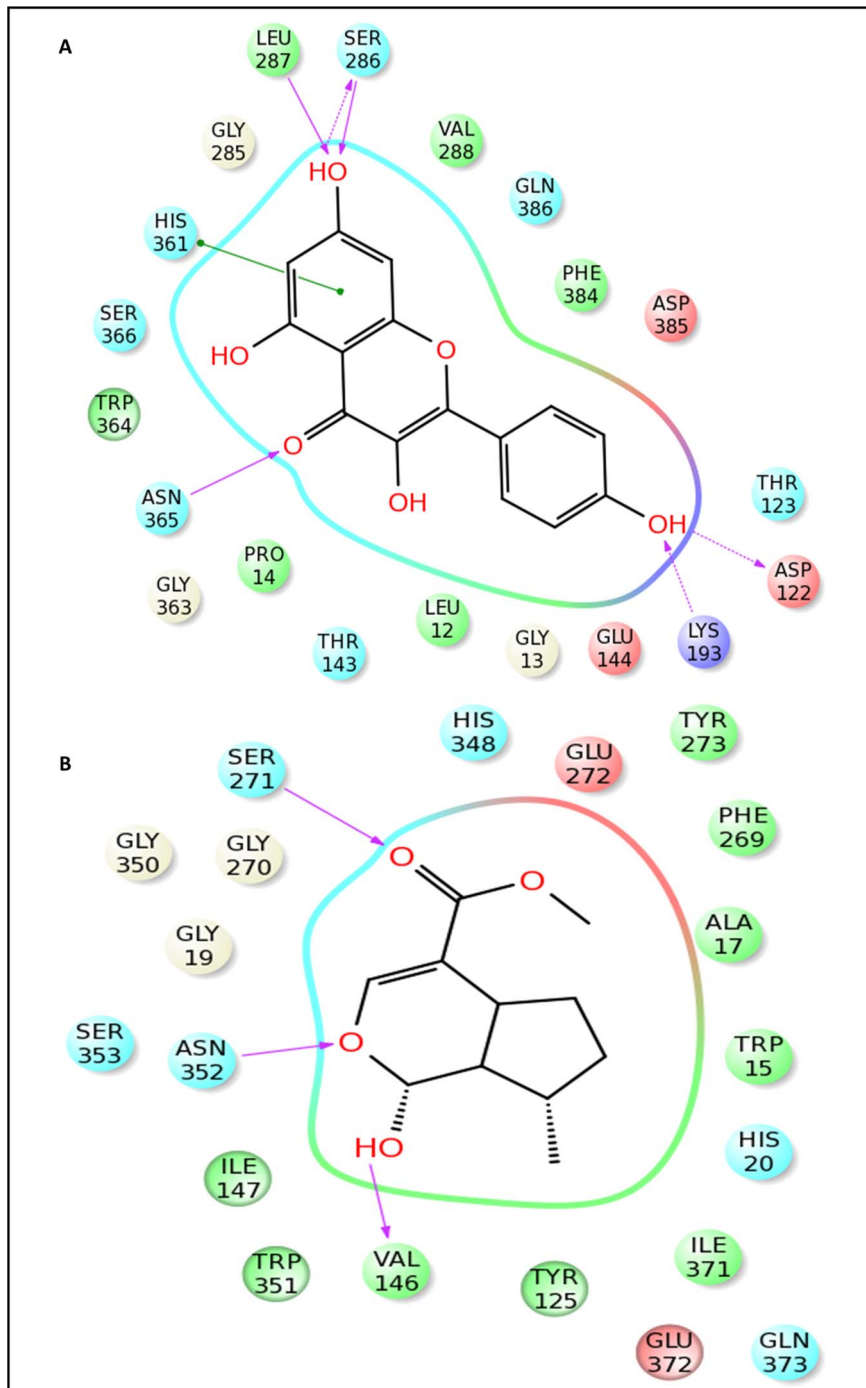 A
LEU
287
SER
286
GLY
285
VAL
288
HO
GLN
386
HIS
361
PHE
384
ASP
385
SER
366
HO
O
TRP
364
O
ASN
365
OH
THR
123
OH
ASP
122
PRO
14
GLY
363
LEU
12
THR
143
GLY
13
GLU
144
LYS
193
B
SER
271
HIS
348
GLU
272
TYR
273
GLY
350
GLY
270
O
O
PHE
269
GLY
19
ALA
17
SER
353
ASN
352
O
TRP
15
HO
HIS
20
ILE
147
TRP
351
VAL
146
TYR
125
ILE
371
GLU
372
GLN
373